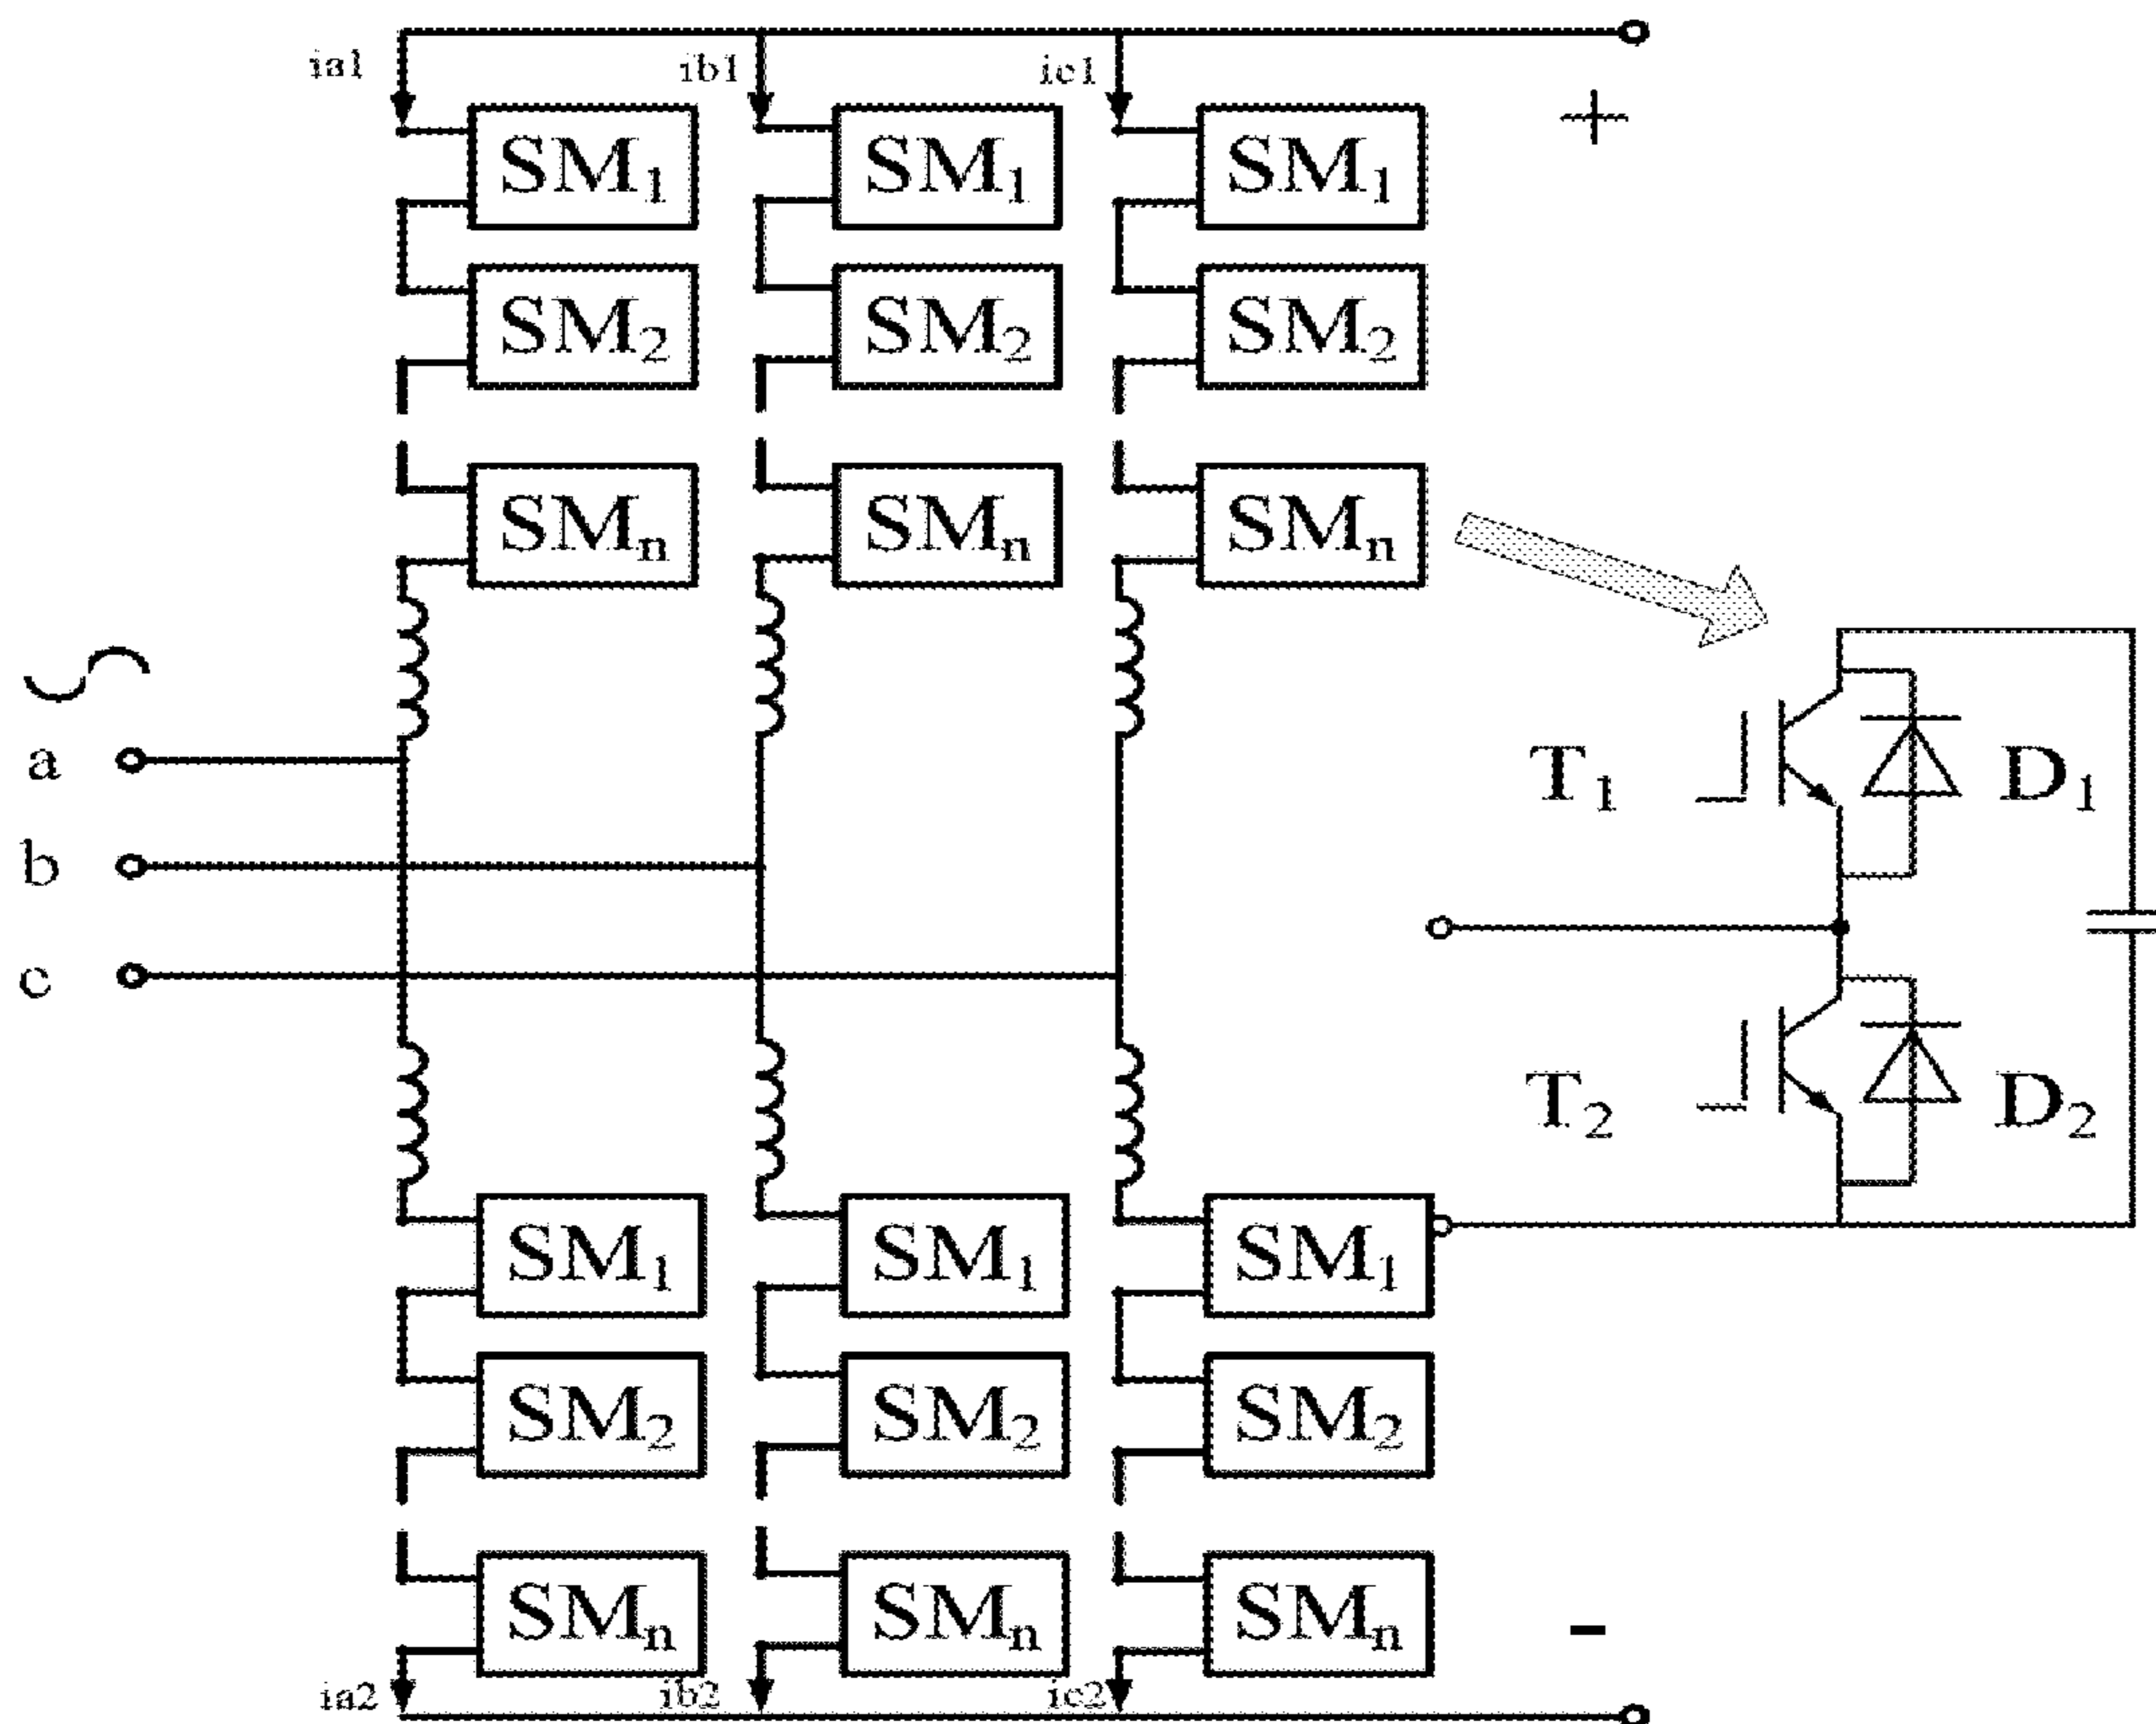 ia1 ib1 ic1
+
SM1 SM1 SM1
SM2 SM2 SM2
SMn SMn SMn
a
b
c
T1 D1
T2 D2
SM1 SM1 SM1
SM2 SM2 SM2
SMn SMn SMn
-
ia2 ib2 ic2